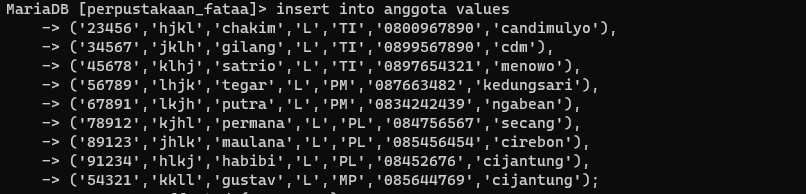 MariaDB [perpustakaan_fataa]> insert into anggota values
-> ('23456','hjkl','chakim','L','TI','0800967890','candimulyo'),
-> ('34567','jklh','gilang','L','TI','0899567890','cdm'),
-> ('45678','klhj','satrio','L','TI','0897654321','menowo'),
-> ('56789','lhjk','tegar','L','PM','087663482','kedungsari'),
-> ('67891','lkjh','putra','L','PM','0834242439','ngabean'),
-> ('78912','kjhl','permana','L','PL','084756567','secang'),
-> ('89123','jhlk','maulana','L','PL','085456454','cirebon'),
-> ('91234','hlkj','habibi','L','PL','08452676','cijantung'),
-> ('54321','kkll','gustav','L','MP','085644769','cijantung');